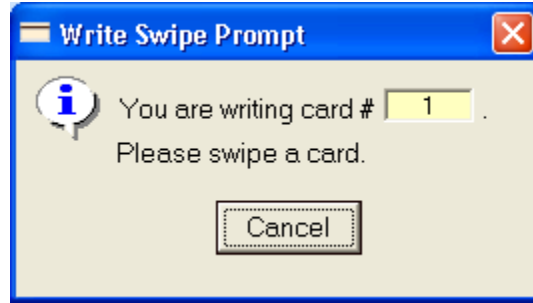 Write Swipe Prompt
You are writing card # 1 .
Please swipe a card.
Cancel